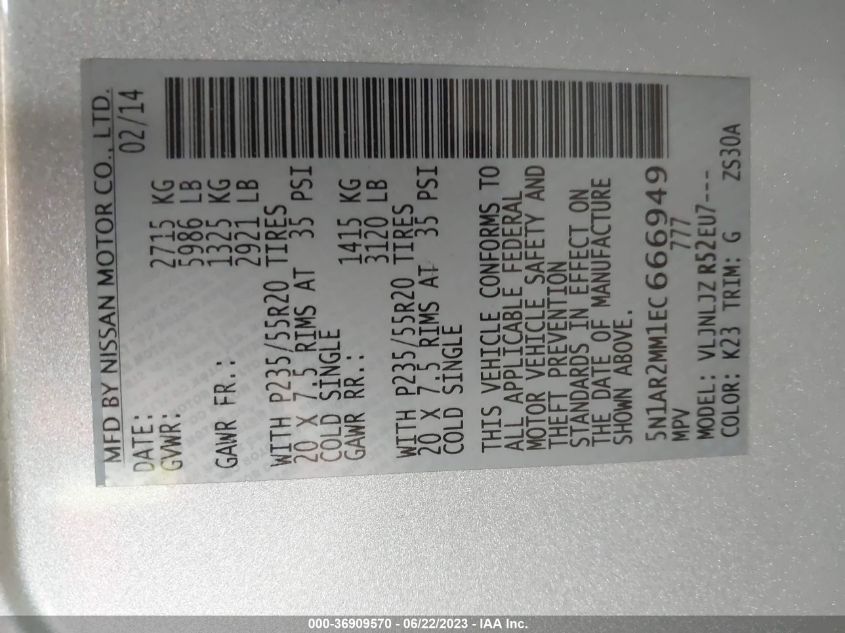 MFD BY NISSAN MOTOR CO., LTD.
DATE: 02/14
GVWR: 2715 KG
5986 LB
GAWR FR.: 1325 KG
2921 LB
WITH P235/55R20 TIRES
20 X 7.5 RIMS AT 35 PSI
COLD SINGLE
GAWR RR.: 1415 KG
3120 LB
WITH P235/55R20 TIRES
20 X 7.5 RIMS AT 35 PSI
COLD SINGLE
THIS VEHICLE CONFORMS TO
ALL APPLICABLE FEDERAL
MOTOR VEHICLE SAFETY AND
THEFT PREVENTION
STANDARDS IN EFFECT ON
THE DATE OF MANUFACTURE
SHOWN ABOVE.
5N1AR2MM1EC666949
MPV 777
MODEL: VLJNLJZ R52EU7---
COLOR: K23 TRIM: G ZS30A
000-36909570 - 06/22/2023 - IAA Inc.